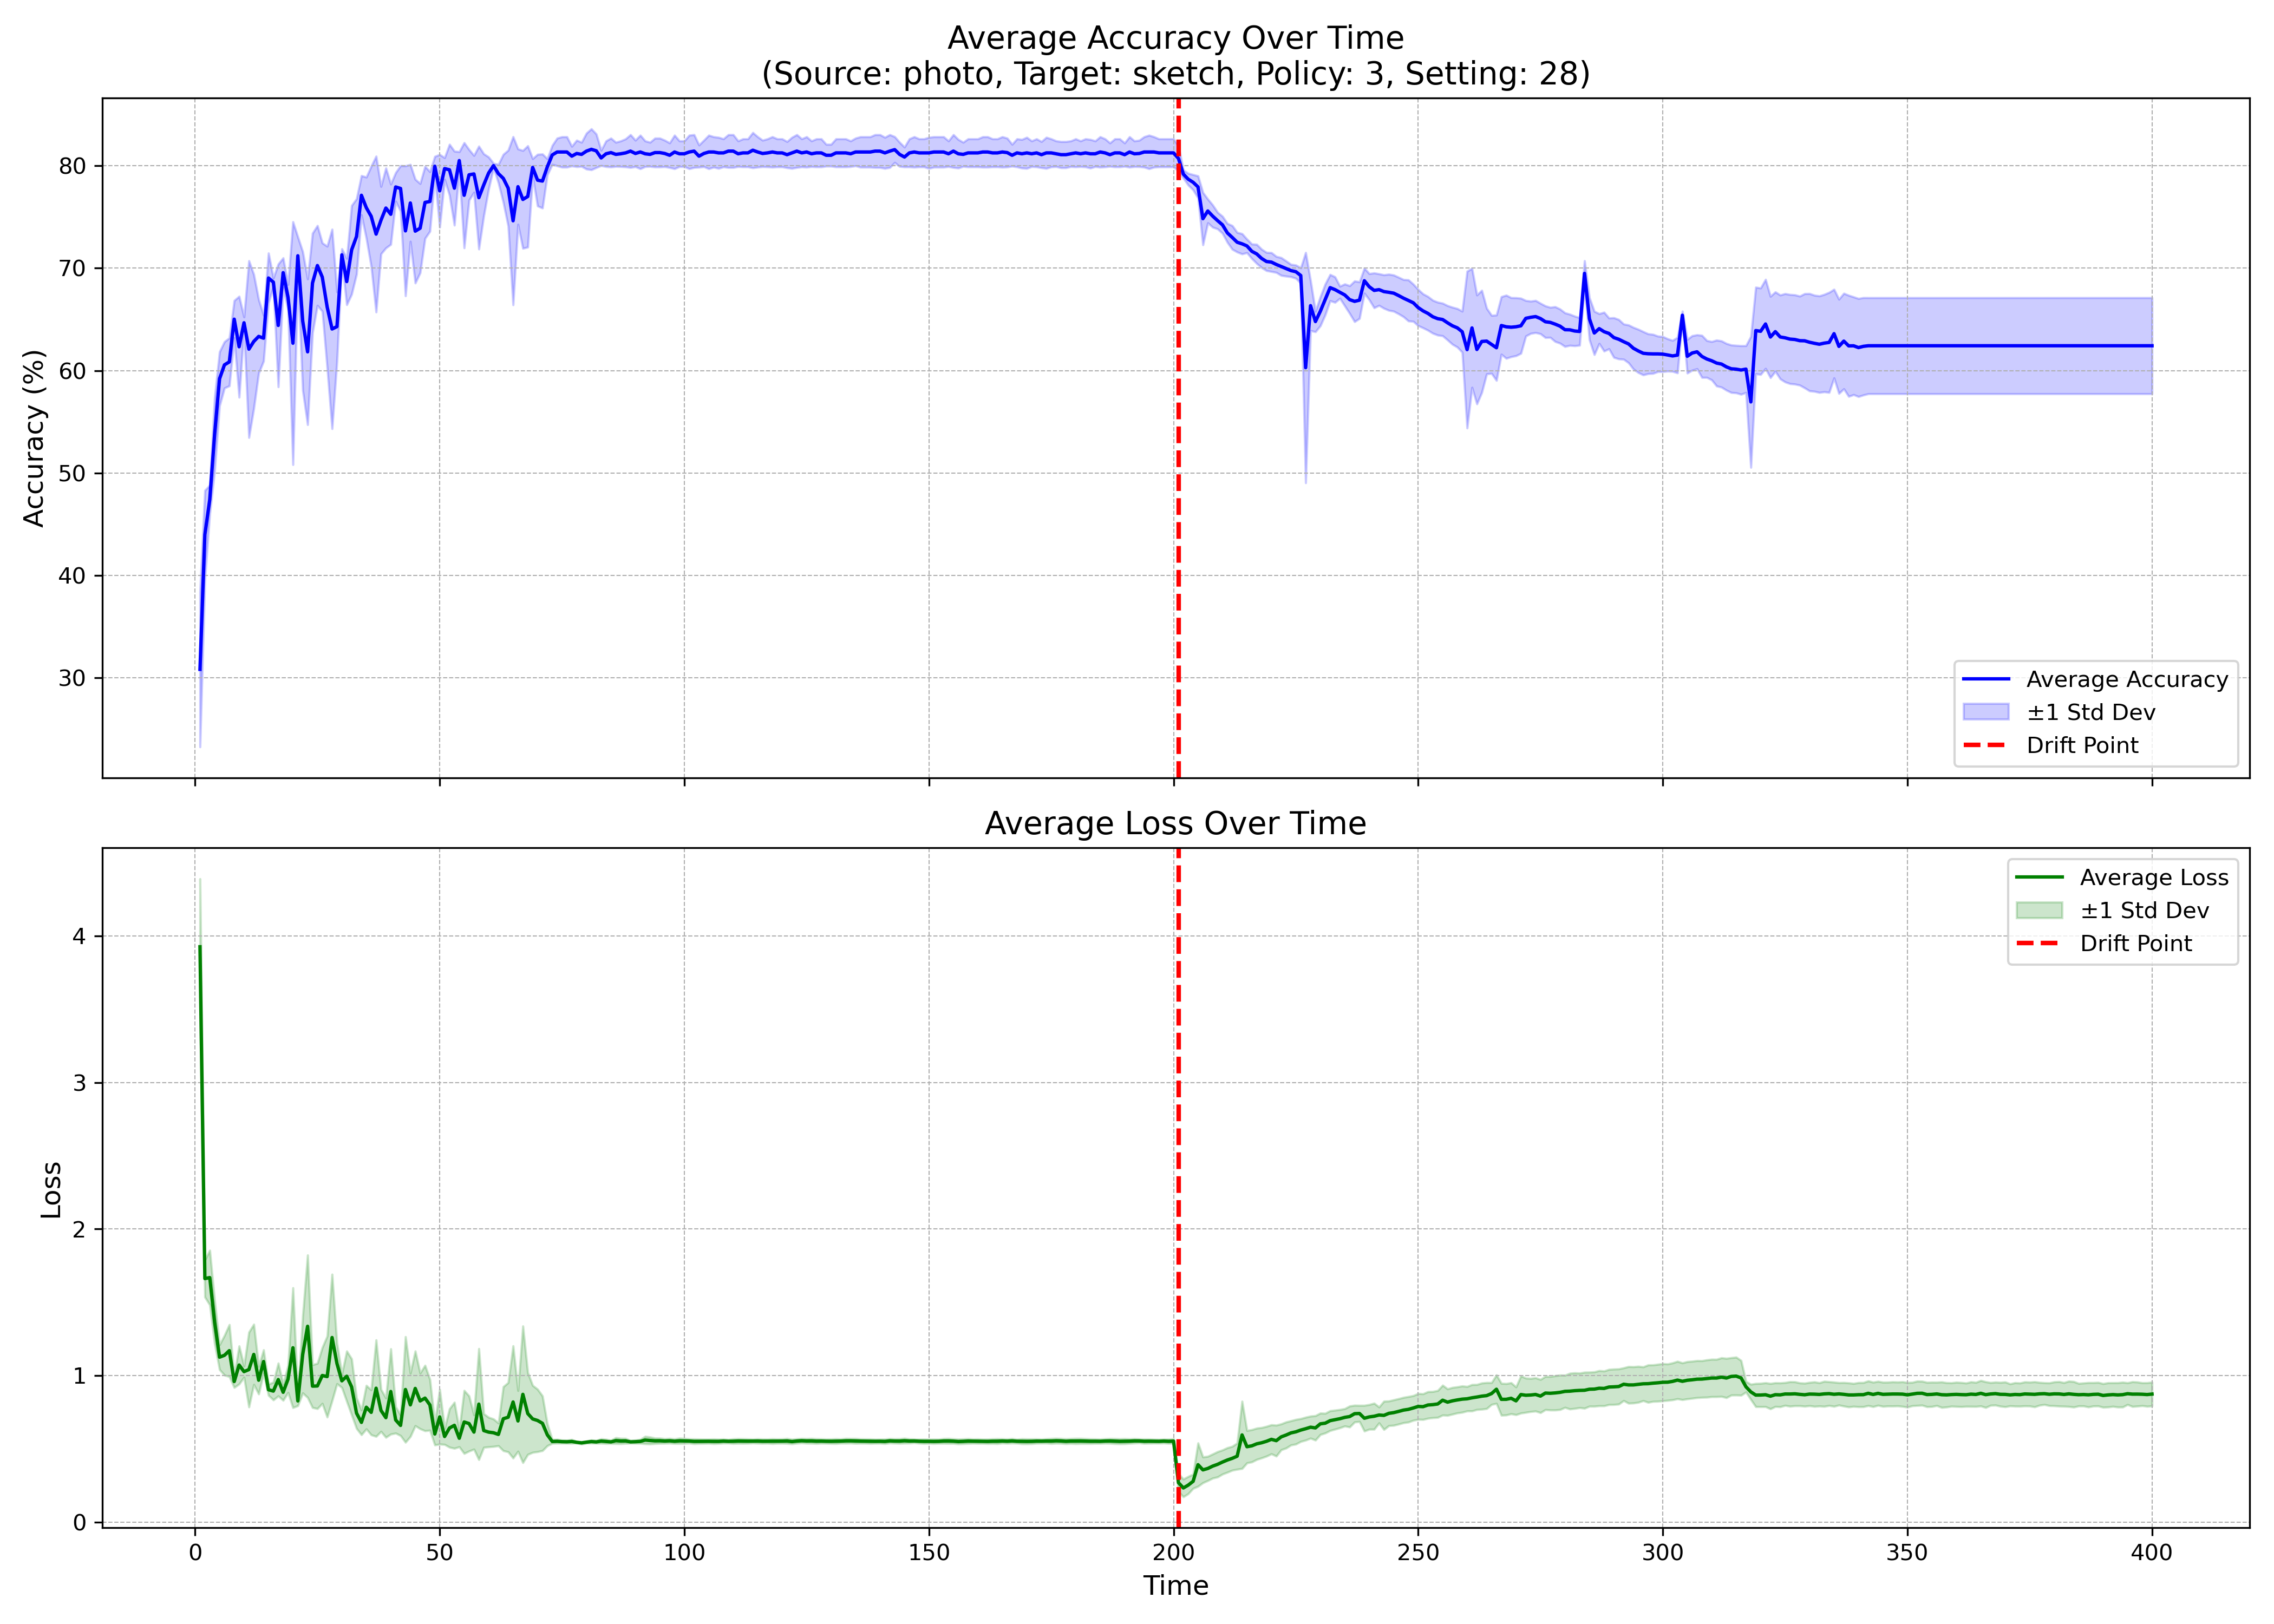 Average Accuracy Over Time
(Source: photo, Target: sketch, Policy: 3, Setting: 28)
Accuracy (%)
80
70
60
50
40
30
Average Accuracy
±1 Std Dev
Drift Point
Average Loss Over Time
Loss
4
3
2
1
0
Average Loss
±1 Std Dev
Drift Point
0 50 100 150 200 250 300 350 400
Time